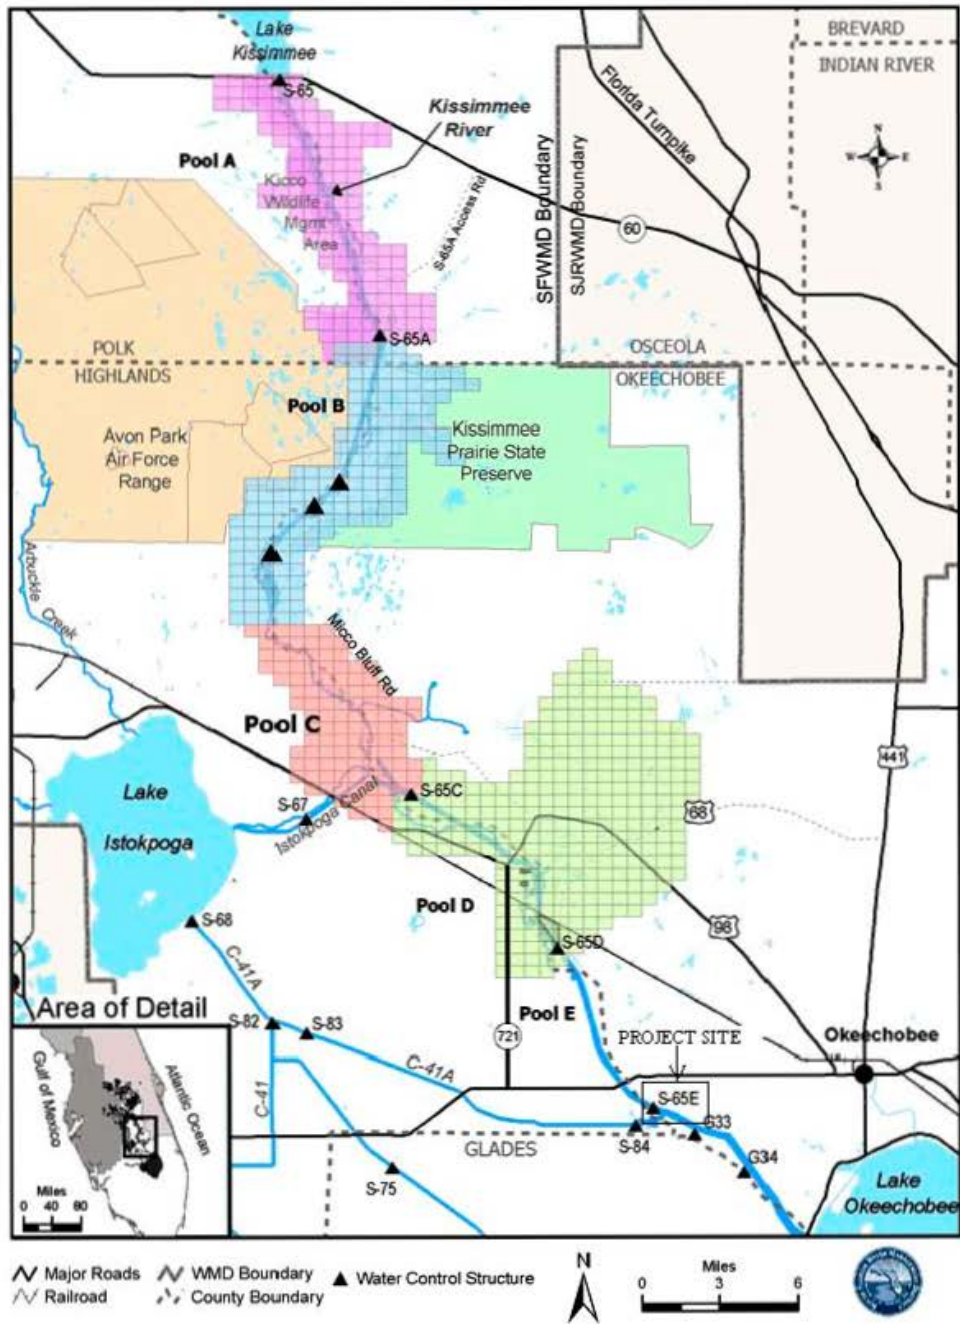 Lake
Kissimmee
S-65
Kissimmee
River
Pool A
Kicco
Wildlife
Mgmt
Area
S-65A Access Rd
Florida Turnpike
BREVARD
INDIAN RIVER
N
W E
S
SFWMD Boundary
SJRWMD Boundary
60
S-65A
POLK
HIGHLANDS
OSCEOLA
OKEECHOBEE
Pool B
Avon Park
Air Force
Range
Kissimmee
Prairie State
Preserve
Arbuckle
Creek
Micco Bluff Rd
Pool C
Lake
Istokpoga
S-67
Istokpoga Canal
S-65C
441
68
98
Pool D
S-68
S-65D
C-41A
Area of Detail
S-82
S-83
Pool E
721
PROJECT SITE
Okeechobee
C-41A
C-41
S-65E
G33
S-84
GLADES
G34
S-75
Lake
Okeechobee
Gulf of Mexico
Atlantic Ocean
Miles
0 40 80
Major Roads
WMD Boundary
Water Control Structure
Railroad
County Boundary
N
Miles
0 3 6